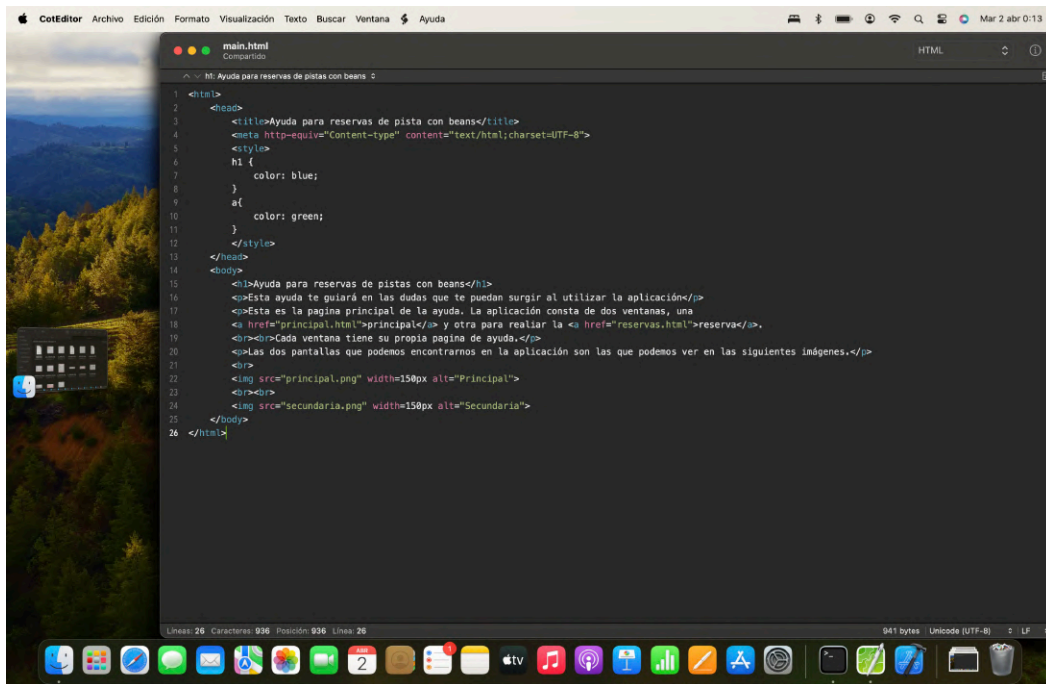 CotEditor Archivo Edición Formato Visualización Texto Buscar Ventana Ayuda Mar 2 abr 0:13
main.html
Compartido
HTML
h1: Ayuda para reservas de pistas con beans
1 <html>
2 <head>
3 <title>Ayuda para reservas de pista con beans</title>
4 <meta http-equiv="Content-type" content="text/html;charset=UTF-8">
5 <style>
6 h1 {
7 color: blue;
8 }
9 a{
10 color: green;
11 }
12 </style>
13 </head>
14 <body>
15 <h1>Ayuda para reservas de pistas con beans</h1>
16 <p>Esta ayuda te guiará en las dudas que te puedan surgir al utilizar la aplicación</p>
17 <p>Esta es la pagina principal de la ayuda. La aplicación consta de dos ventanas, una
18 <a href="principal.html">principal</a> y otra para realiar la <a href="reservas.html">reserva</a>.
19 <br><br>Cada ventana tiene su propia pagina de ayuda.</p>
20 <p>Las dos pantallas que podemos encontrarnos en la aplicación son las que podemos ver en las siguientes imágenes.</p>
21 <br>
22 <img src="principal.png" width=150px alt="Principal">
23 <br><br>
24 <img src="secundaria.png" width=150px alt="Secundaria">
25 </body>
26 </html>
Líneas: 26 Caracteres: 936 Posición: 936 Línea: 26 941 bytes Unicode (UTF-8) LF
ABR
2
1
tv